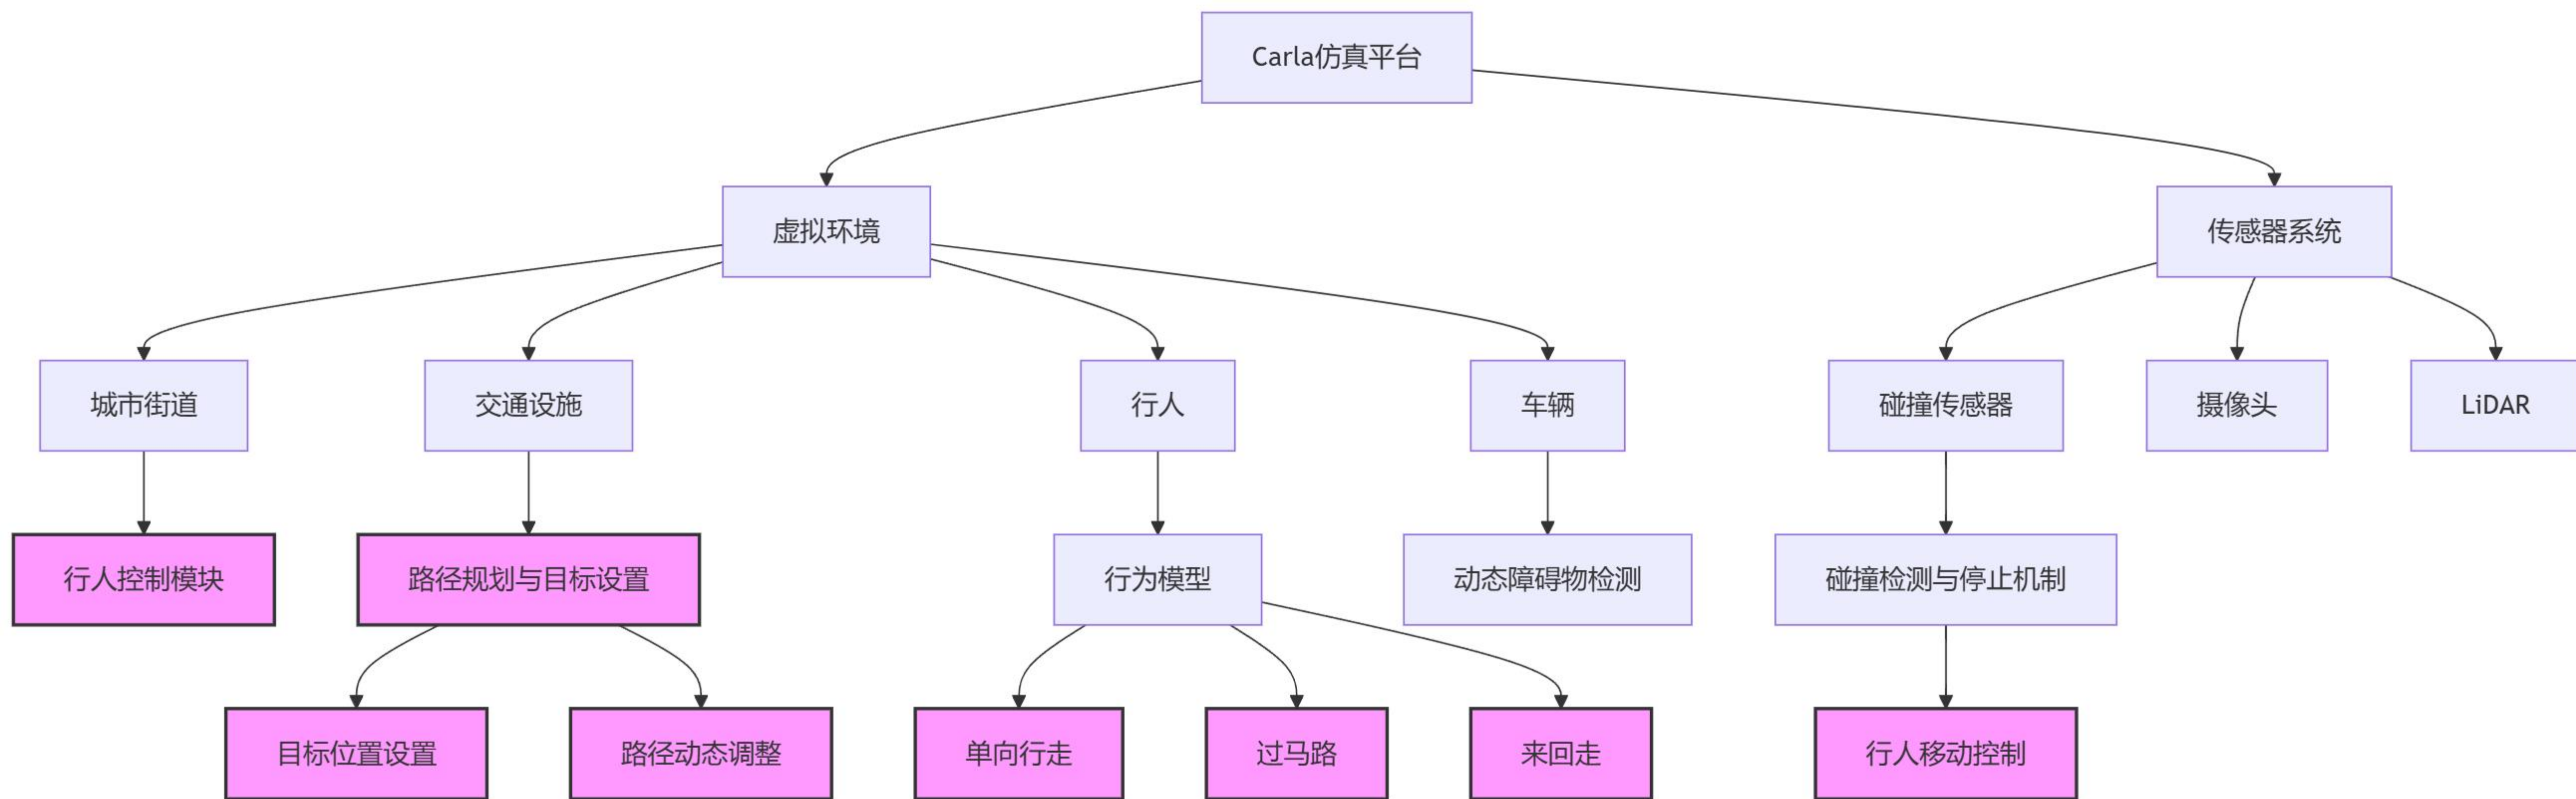 Carla仿真平台
虚拟环境
传感器系统
城市街道
交通设施
行人
车辆
碰撞传感器
摄像头
LiDAR
行人控制模块
路径规划与目标设置
行为模型
动态障碍物检测
碰撞检测与停止机制
目标位置设置
路径动态调整
单向行走
过马路
来回走
行人移动控制